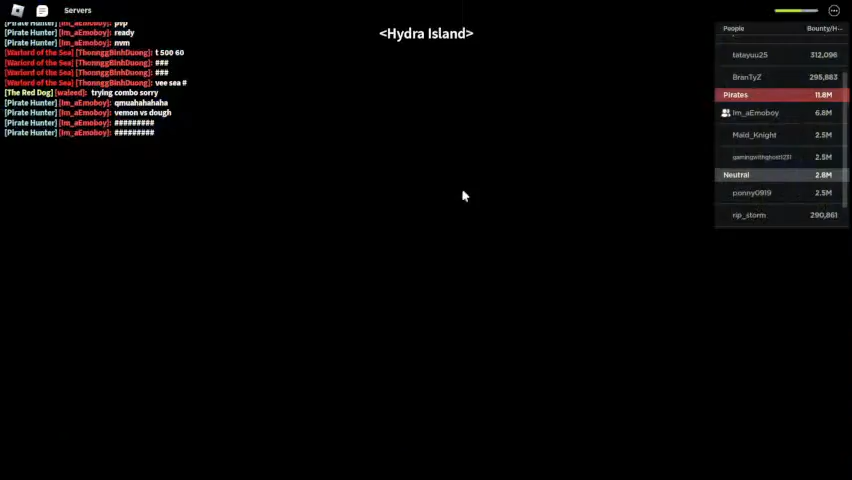 Servers
[Pirate Hunter] [Im_aEmoboy]: pvp
[Pirate Hunter] [Im_aEmoboy]: ready
[Pirate Hunter] [Im_aEmoboy]: nvm
[Warlord of the Sea] [ThonnggBinhDuong]: t 500 60
[Warlord of the Sea] [ThonnggBinhDuong]: ###
[Warlord of the Sea] [ThonnggBinhDuong]: ###
[Warlord of the Sea] [ThonnggBinhDuong]: vee sea #
[The Red Dog] [waleed]: trying combo sorry
[Pirate Hunter] [Im_aEmoboy]: qmuahahahaha
[Pirate Hunter] [Im_aEmoboy]: vemon vs dough
[Pirate Hunter] [Im_aEmoboy]: #########
[Pirate Hunter] [Im_aEmoboy]: #########
<Hydra Island>
People Bounty/H...
tatayuu25 312,096
BranTyZ 295,883
Pirates 11.8M
Im_aEmoboy 6.8M
Maid_Knight 2.5M
gamingwithghost1231 2.5M
Neutral 2.8M
ponny0919 2.5M
rip_storm 290,861